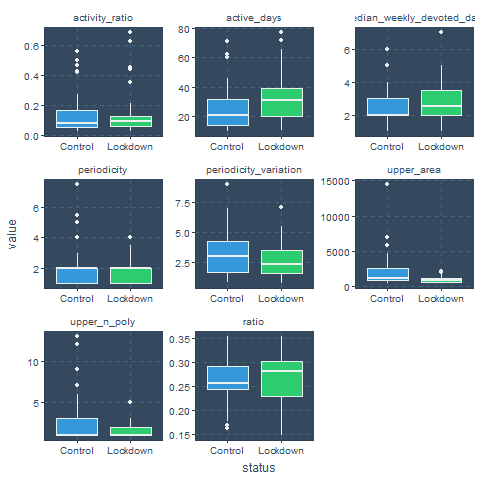 activity_ratio
active_days
edian_weekly_devoted_da
0.6
0.4
0.2
0.0
80
60
40
20
6
4
2
Control
Lockdown
Control
Lockdown
Control
Lockdown
periodicity
periodicity_variation
upper_area
6
4
2
7.5
5.0
2.5
15000
10000
5000
0
Control
Lockdown
Control
Lockdown
Control
Lockdown
upper_n_poly
ratio
10
5
0.35
0.30
0.25
0.20
0.15
Control
Lockdown
Control
Lockdown
value
status